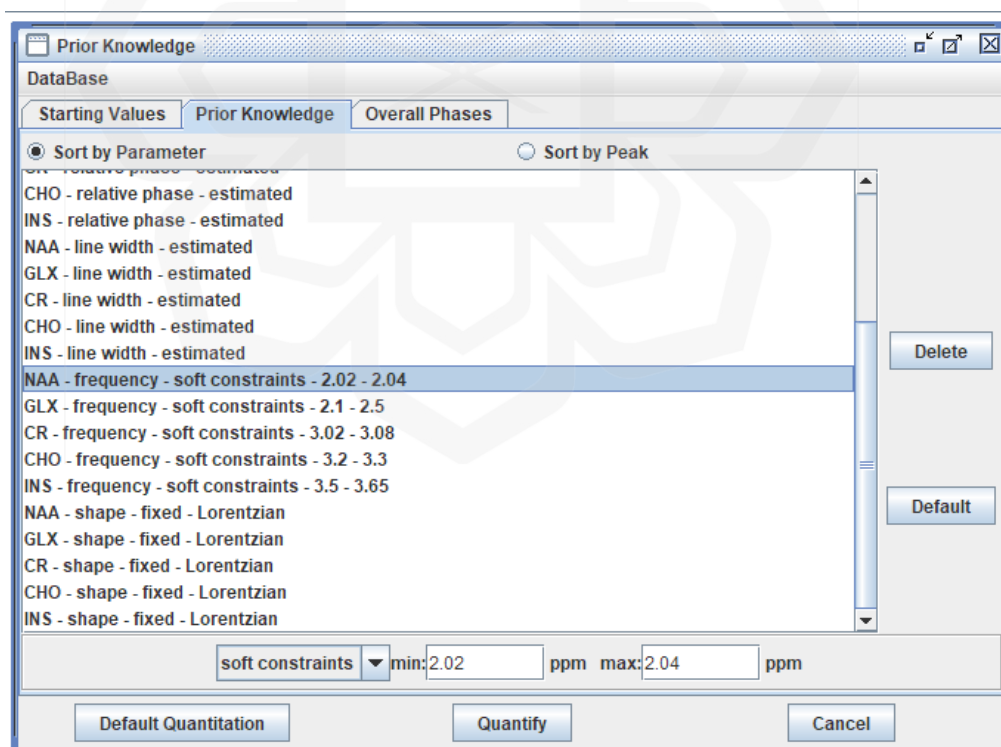 Prior Knowledge
DataBase
Starting Values Prior Knowledge Overall Phases
Sort by Parameter Sort by Peak
CR - relative phase - estimated
CHO - relative phase - estimated
INS - relative phase - estimated
NAA - line width - estimated
GLX - line width - estimated
CR - line width - estimated
CHO - line width - estimated
INS - line width - estimated
NAA - frequency - soft constraints - 2.02 - 2.04
GLX - frequency - soft constraints - 2.1 - 2.5
CR - frequency - soft constraints - 3.02 - 3.08
CHO - frequency - soft constraints - 3.2 - 3.3
INS - frequency - soft constraints - 3.5 - 3.65
NAA - shape - fixed - Lorentzian
GLX - shape - fixed - Lorentzian
CR - shape - fixed - Lorentzian
CHO - shape - fixed - Lorentzian
INS - shape - fixed - Lorentzian
Delete
Default
soft constraints min: 2.02 ppm max: 2.04 ppm
Default Quantitation Quantify Cancel